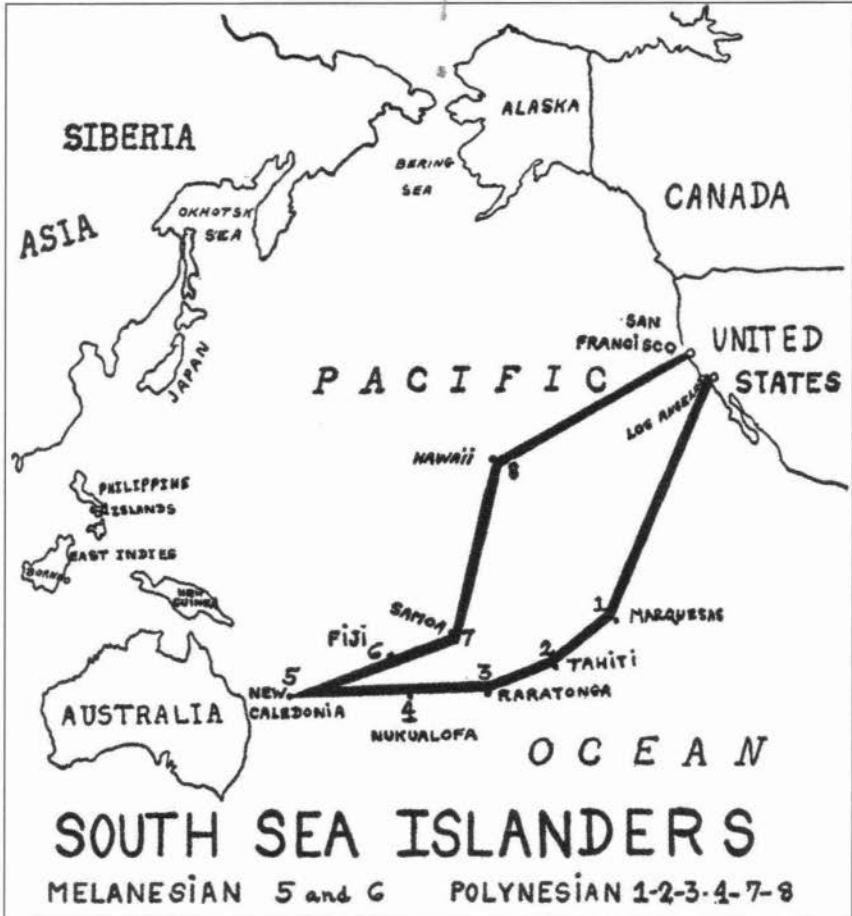 ALASKA
SIBERIA
BERING
SEA
CANADA
OKHOTSK
SEA
ASIA
SAN
FRANCISCO
UNITED
STATES
JAPAN
PACIFIC
LOS ANGELES
HAWAII
8
PHILIPPINE
ISLANDS
EAST INDIES
BORNEO
NEW
GUINEA
SAMOA
7
1
MARQUESAS
FIJI
6
2
TAHITI
5
3
NEW
CALEDONIA
RARATONGA
AUSTRALIA
4
NUKUALOFA
OCEAN
SOUTH SEA ISLANDERS
MELANESIAN 5 and 6 POLYNESIAN 1-2-3-4-7-8